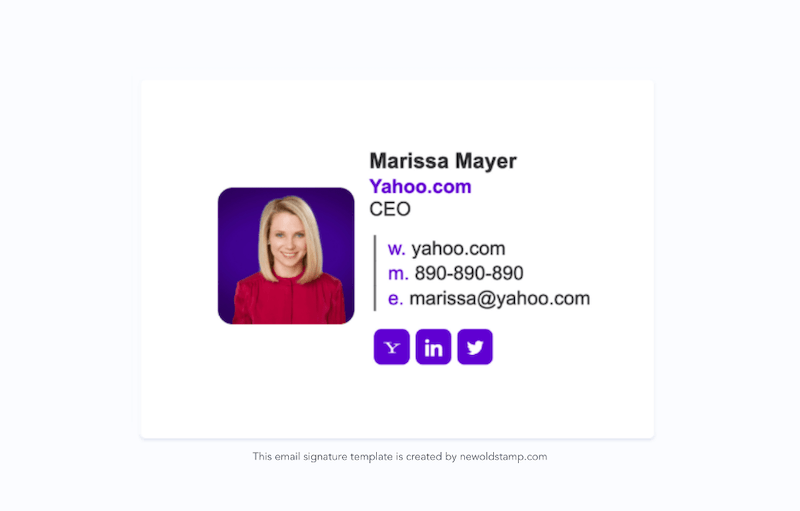 Marissa Mayer
Yahoo.com
CEO
w. yahoo.com
m. 890-890-890
e. marissa@yahoo.com
Y in
This email signature template is created by newoldstamp.com